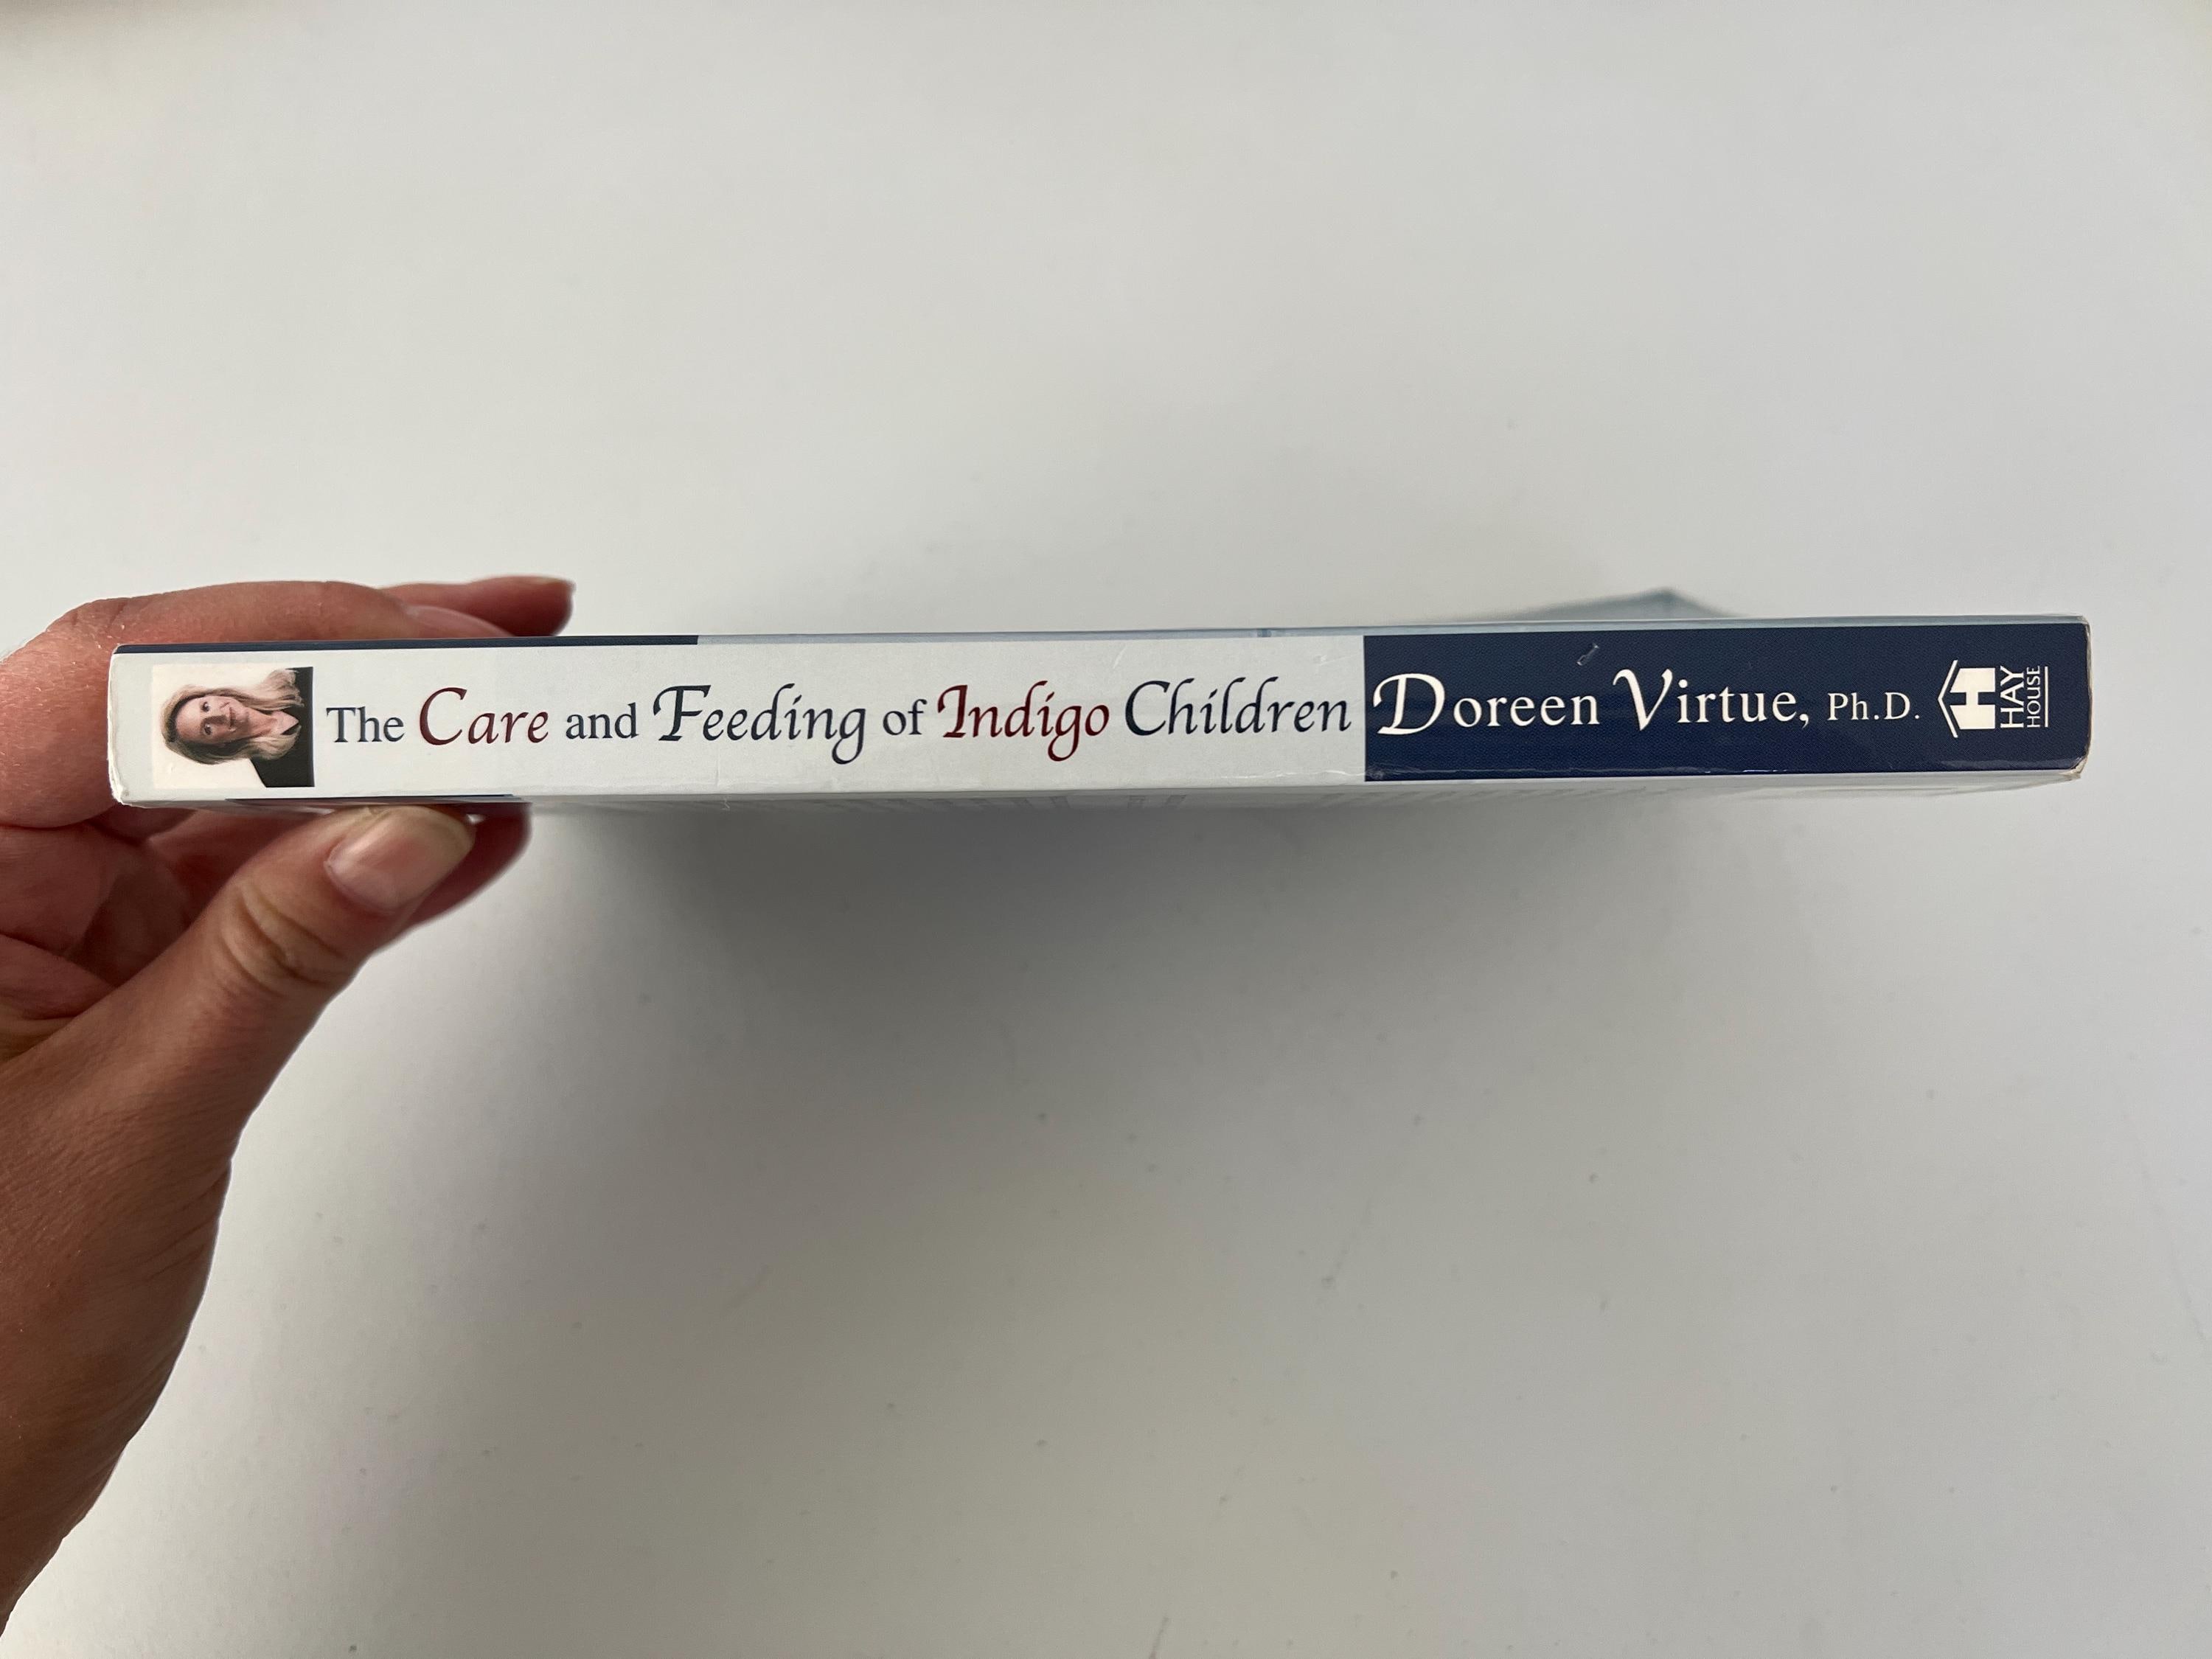 The Care and Feeding of Indigo Children
Doreen Virtue, Ph.D.
HAY
HOUSE